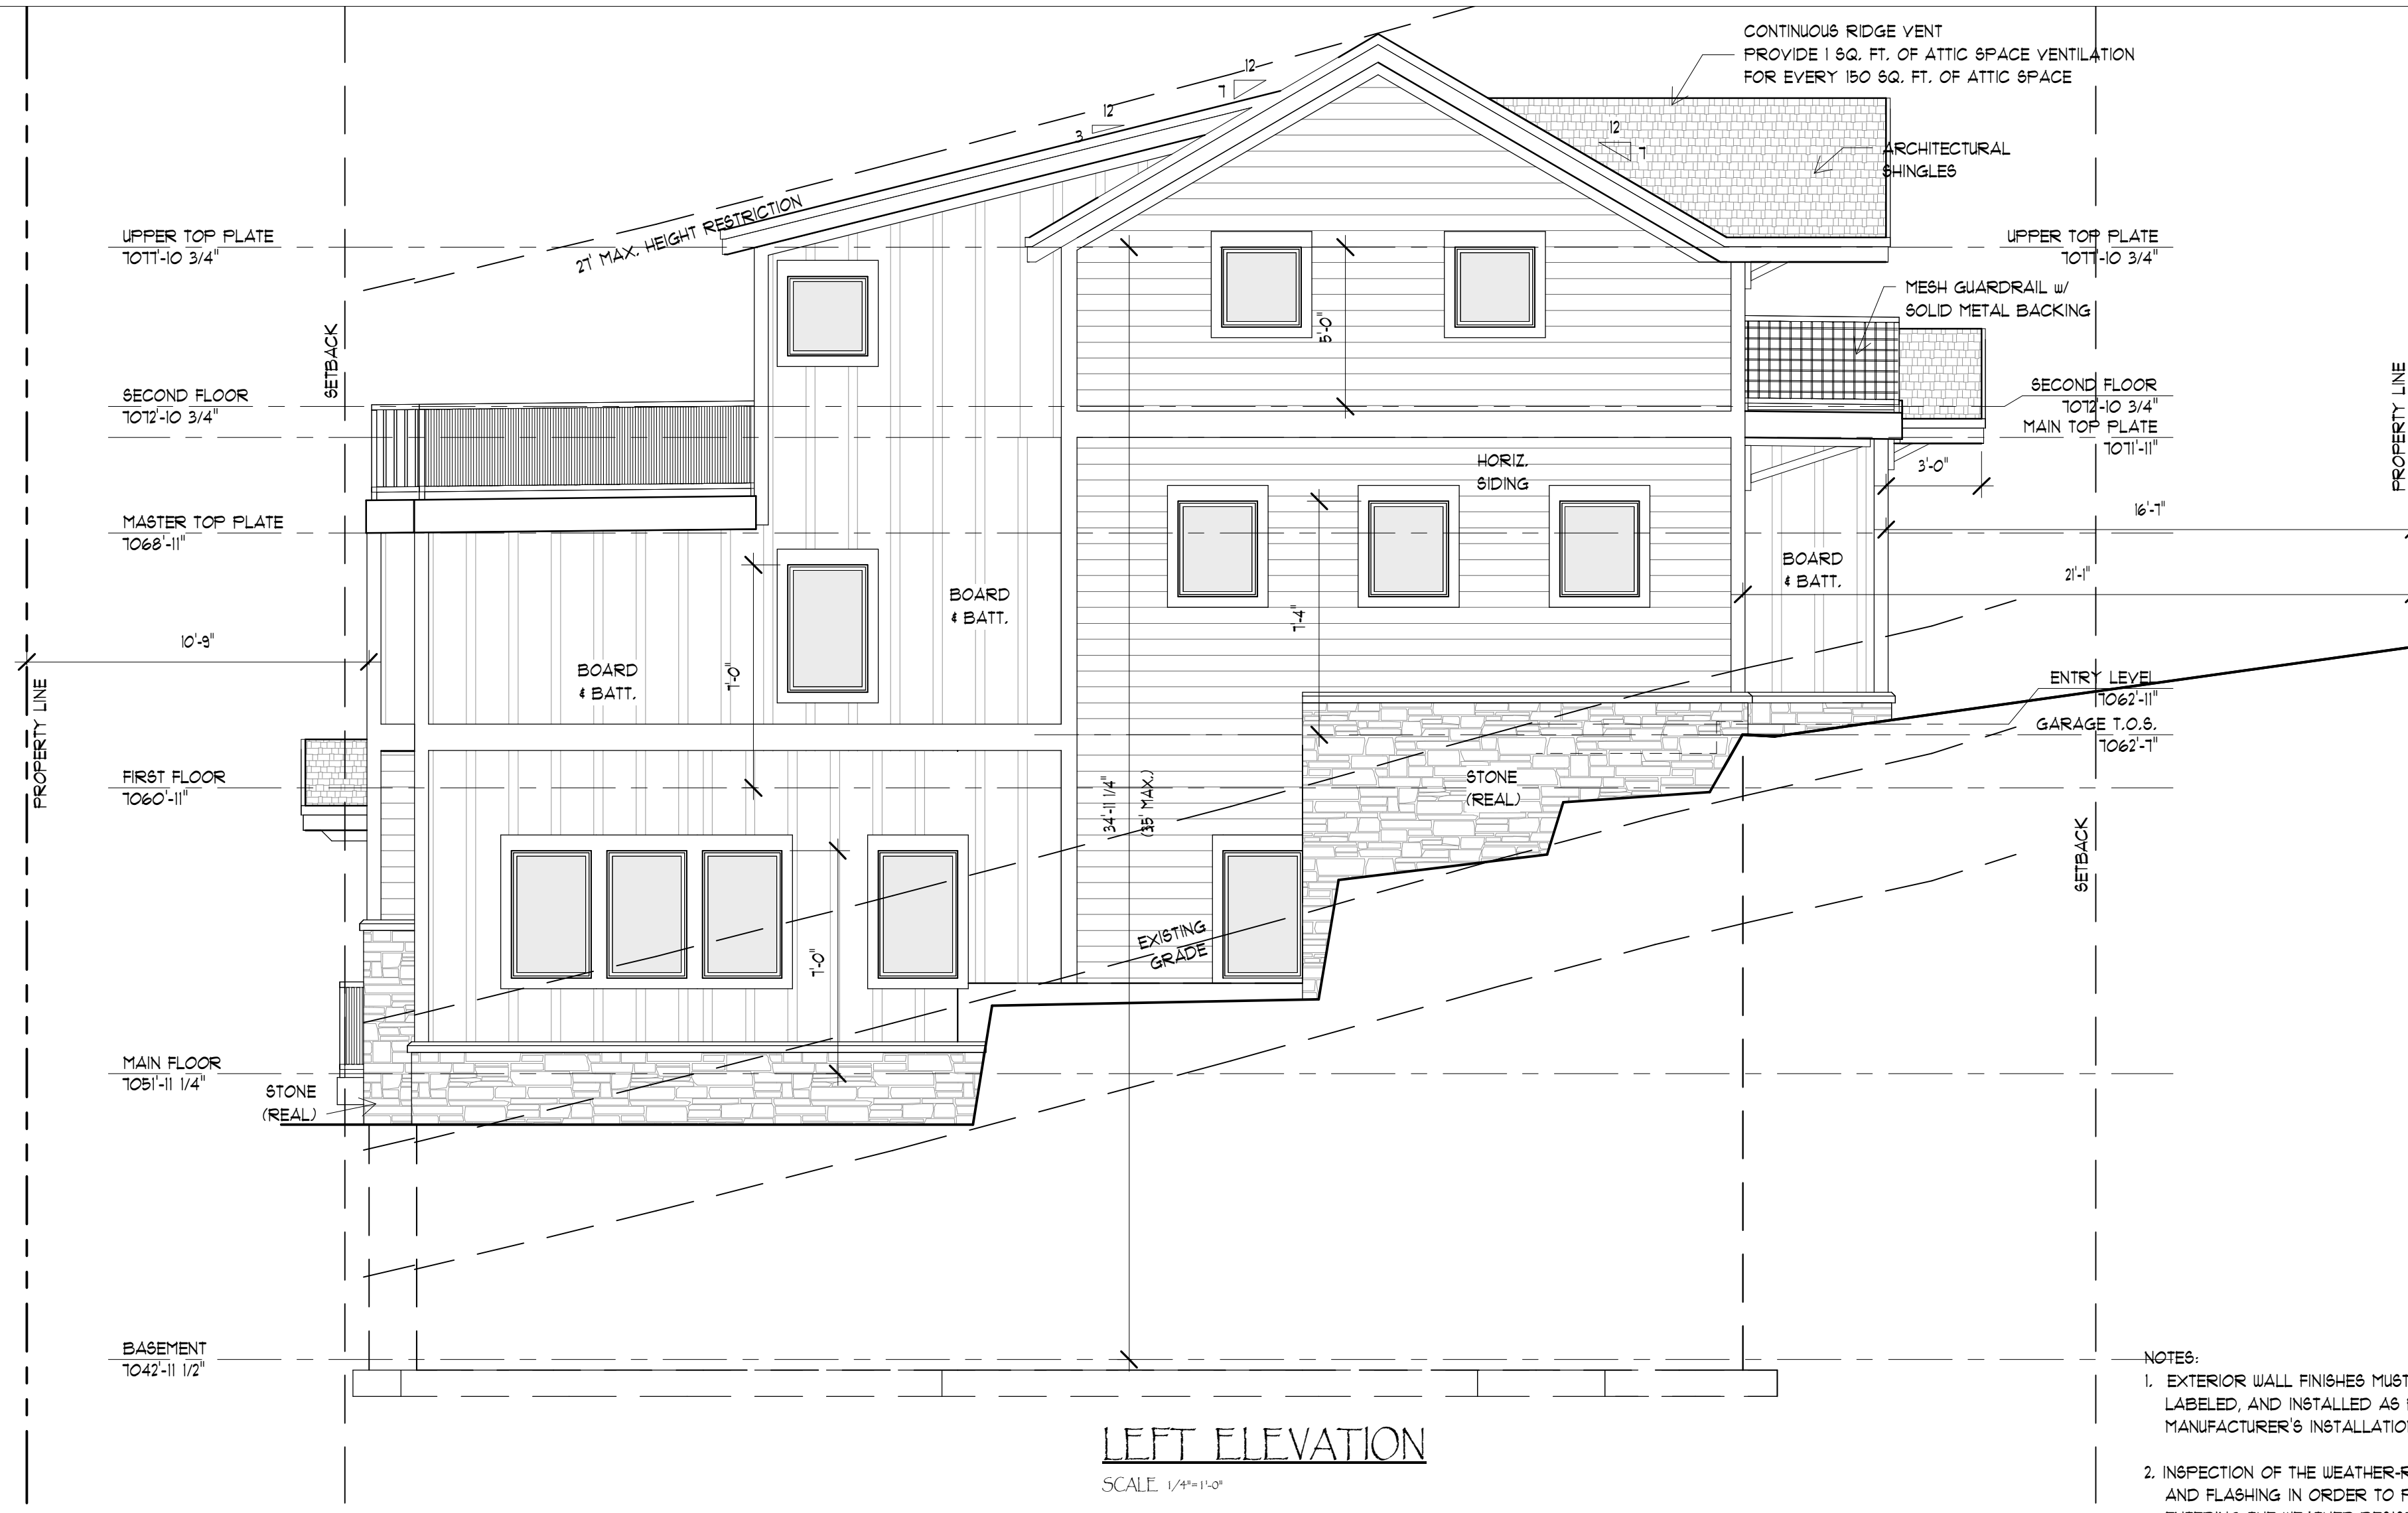 CONTINUOUS RIDGE VENT
PROVIDE 1 SQ. FT. OF ATTIC SPACE VENTILATION
FOR EVERY 150 SQ. FT. OF ATTIC SPACE
12
7
12
3
12
7
ARCHITECTURAL
SHINGLES
27' MAX. HEIGHT RESTRICTION
UPPER TOP PLATE
7077'-10 3/4"
UPPER TOP PLATE
7077'-10 3/4"
MESH GUARDRAIL w/
SOLID METAL BACKING
SETBACK
5'-0"
PROPERTY LINE
SECOND FLOOR
7072'-10 3/4"
SECOND FLOOR
7072'-10 3/4"
MAIN TOP PLATE
7071'-11"
HORIZ.
SIDING
3'-0"
MASTER TOP PLATE
7068'-11"
16'-7"
BOARD
& BATT.
21'-1"
BOARD
& BATT.
7'-4"
10'-9"
BOARD
& BATT.
7'-0"
ENTRY LEVEL
7062'-11"
GARAGE T.O.S.
7062'-7"
PROPERTY LINE
FIRST FLOOR
7060'-11"
34'-11 1/4"
(35' MAX.)
STONE
(REAL)
SETBACK
EXISTING
GRADE
7'-0"
MAIN FLOOR
7051'-11 1/4"
STONE
(REAL)
BASEMENT
7042'-11 1/2"
NOTES:
1. EXTERIOR WALL FINISHES MUST
LABELED, AND INSTALLED AS
MANUFACTURER'S
LEFT ELEVATION
SCALE 1/4"=1'-0"
2. INSPECTION OF THE
AND FLASHING IN ORDER TO